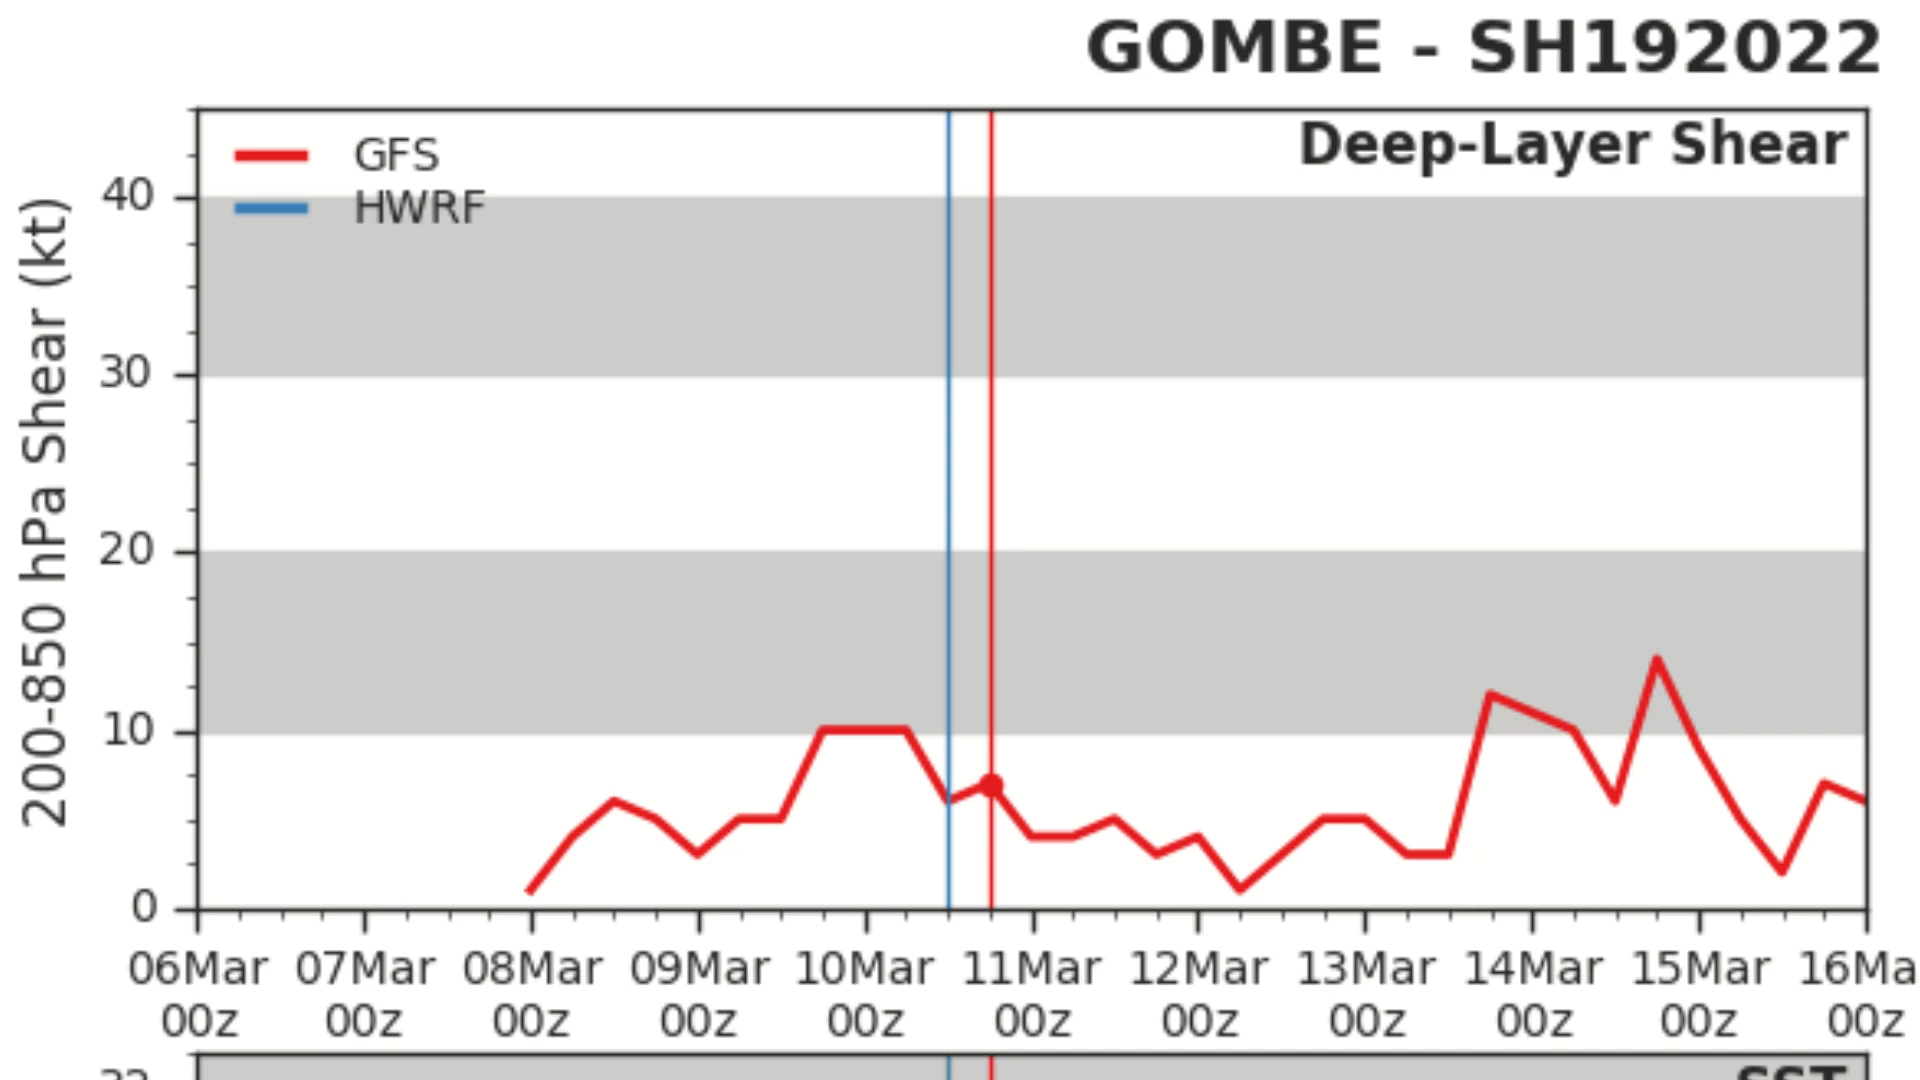 GOMBE - SH192022
Deep-Layer Shear
GFS
HWRF
200-850 hPa Shear (kt)
40
30
20
10
0
06Mar 07Mar 08Mar 09Mar 10Mar 11Mar 12Mar 13Mar 14Mar 15Mar 16Ma
00z 00z 00z 00z 00z 00z 00z 00z 00z 00z 00z
SST